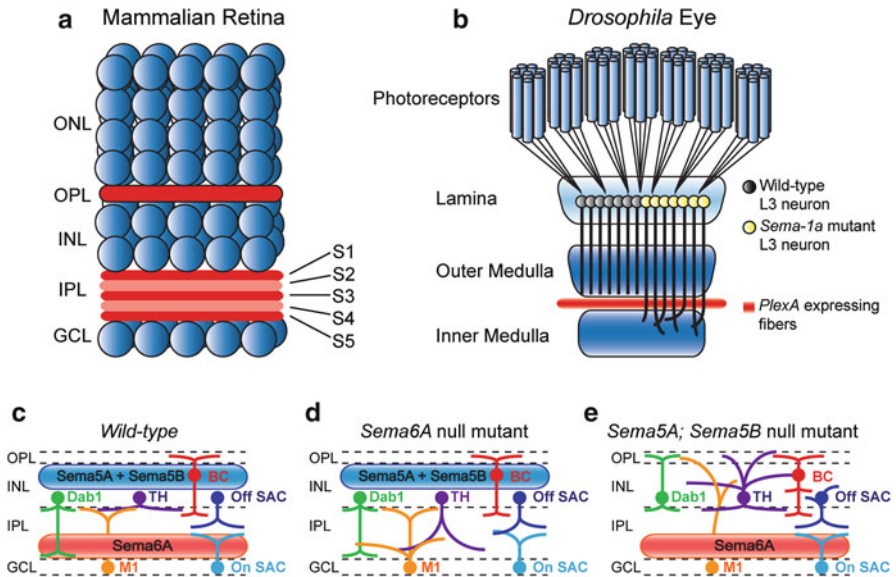 a
Mammalian Retina
ONL
OPL
INL
IPL
GCL
S1
S2
S3
S4
S5
b
Drosophila Eye
Photoreceptors
Lamina
Outer Medulla
Inner Medulla
Wild-type
L3 neuron
Sema-1a mutant
L3 neuron
PlexA expressing
fibers
c
Wild-type
OPL
INL
IPL
GCL
Sema5A + Sema5B
BC
Dab1
TH
Off SAC
Sema6A
M1
On SAC
d
Sema6A null mutant
OPL
INL
IPL
GCL
Sema5A + Sema5B
BC
Dab1
TH
Off SAC
M1
On SAC
e
Sema5A; Sema5B null mutant
OPL
INL
IPL
GCL
BC
Dab1
TH
Off SAC
Sema6A
M1
On SAC